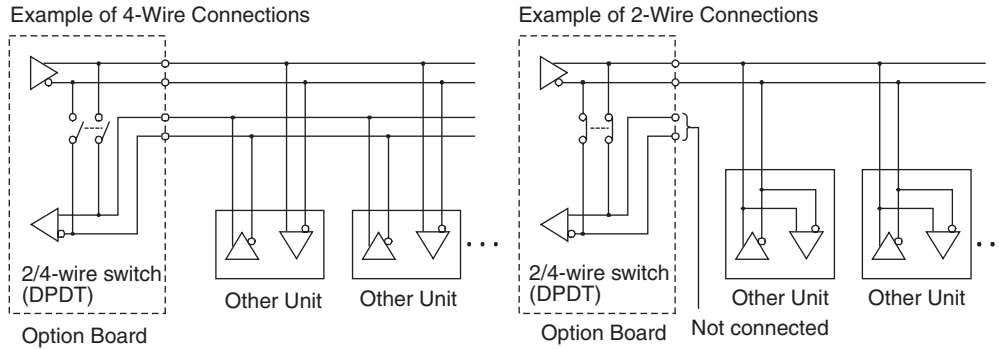 Example of 4-Wire Connections
Example of 2-Wire Connections
2/4-wire switch
(DPDT)
Other Unit
Other Unit
Option Board
2/4-wire switch
(DPDT)
Other Unit
Other Unit
Option Board
Not connected